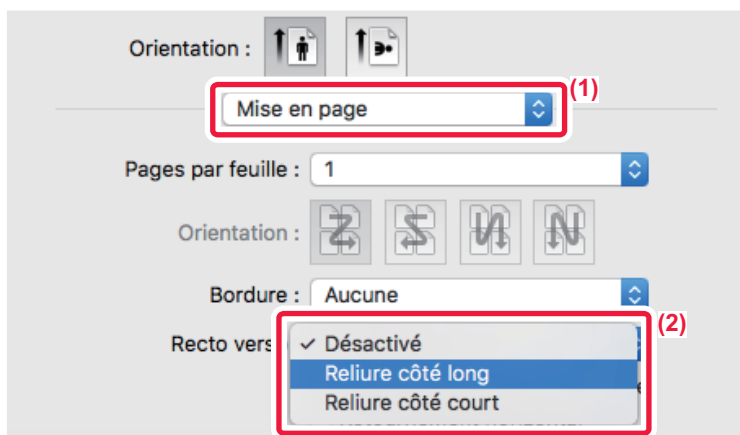 Orientation :
(1)
Mise en page
Pages par feuille : 1
Orientation :
Bordure : Aucune
(2)
Recto vers
✓ Désactivé
Reliure côté long
Reliure côté court